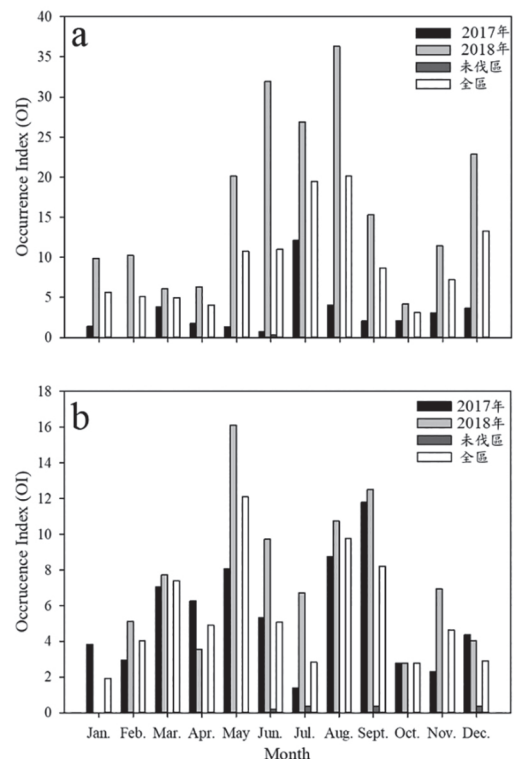 a
Occurrence Index (OI)
40
35
30
25
20
15
10
5
0
2017年
2018年
未伐區
全區
b
Occrucence Index (OI)
18
16
14
12
10
8
6
4
2
0
2017年
2018年
未伐區
全區
Jan. Feb. Mar. Apr. May Jun. Jul. Aug. Sept. Oct. Nov. Dec.
Month